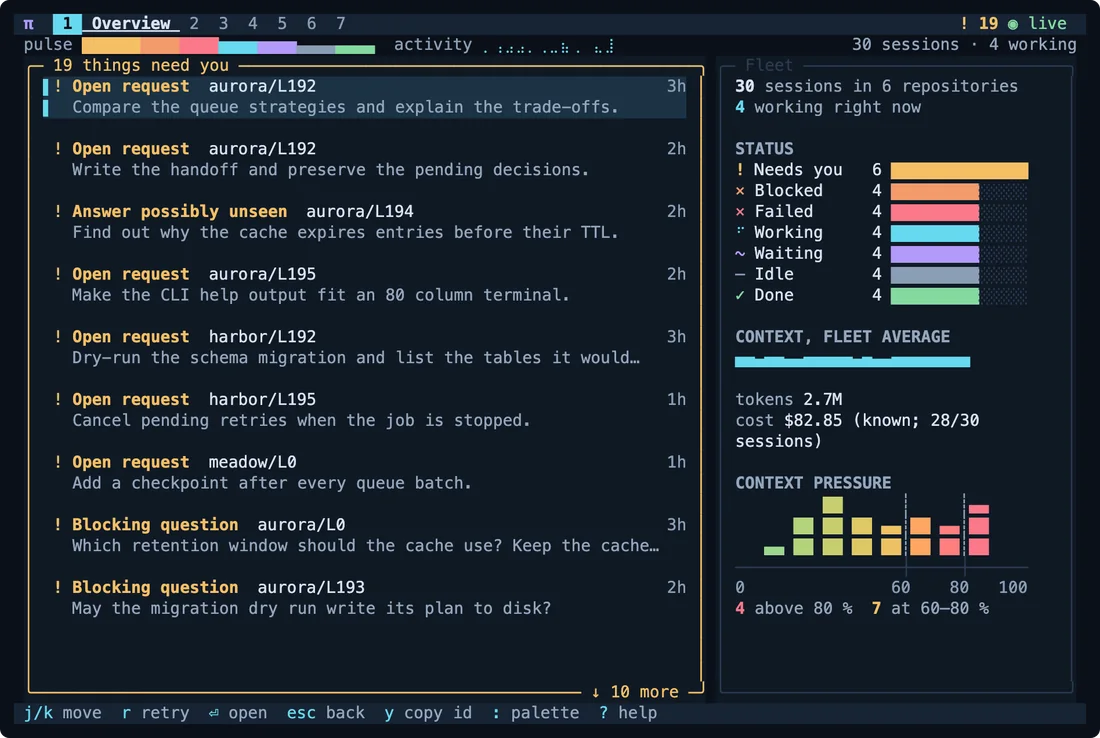 π 1 Overview 2 3 4 5 6 7 ! 19 ◉ live
pulse activity 30 sessions · 4 working
19 things need you
! Open request aurora/L192 3h
Compare the queue strategies and explain the trade-offs.
! Open request aurora/L192 2h
Write the handoff and preserve the pending decisions.
! Answer possibly unseen aurora/L194 2h
Find out why the cache expires entries before their TTL.
! Open request aurora/L195 2h
Make the CLI help output fit an 80 column terminal.
! Open request harbor/L192 3h
Dry-run the schema migration and list the tables it would…
! Open request harbor/L195 1h
Cancel pending retries when the job is stopped.
! Open request meadow/L0 1h
Add a checkpoint after every queue batch.
! Blocking question aurora/L0 3h
Which retention window should the cache use? Keep the cache…
! Blocking question aurora/L193 2h
May the migration dry run write its plan to disk?
↓ 10 more
Fleet
30 sessions in 6 repositories
4 working right now
STATUS
! Needs you 6
× Blocked 4
× Failed 4
Working 4
~ Waiting 4
— Idle 4
✓ Done 4
CONTEXT, FLEET AVERAGE
tokens 2.7M
cost $82.85 (known; 28/30
sessions)
CONTEXT PRESSURE
0 60 80 100
4 above 80 % 7 at 60–80 %
j/k move r retry ⏎ open esc back y copy id : palette ? help